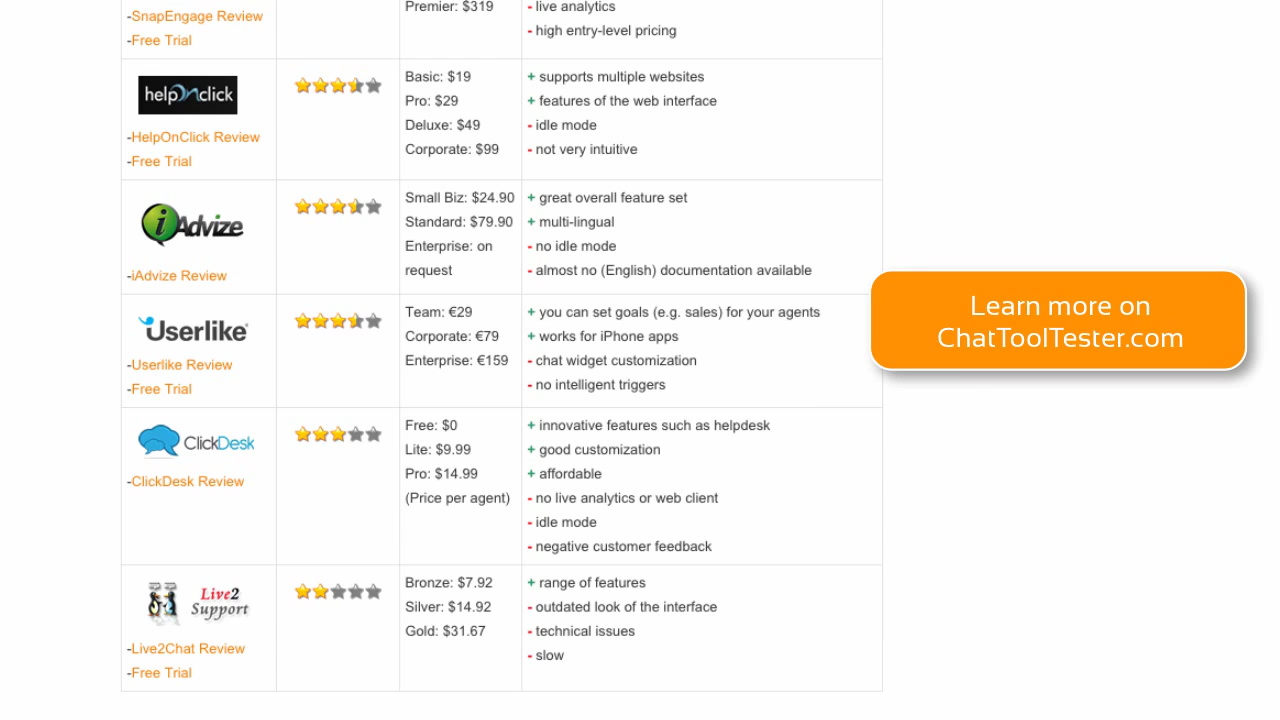 -SnapEngage Review
-Free Trial
Premier: $319
- live analytics
- high entry-level pricing
helpOnclick
-HelpOnClick Review
-Free Trial
Basic: $19
Pro: $29
Deluxe: $49
Corporate: $99
+ supports multiple websites
+ features of the web interface
- idle mode
- not very intuitive
iAdvize
-iAdvize Review
Small Biz: $24.90
Standard: $79.90
Enterprise: on
request
+ great overall feature set
+ multi-lingual
- no idle mode
- almost no (English) documentation available
Userlike
-Userlike Review
-Free Trial
Team: €29
Corporate: €79
Enterprise: €159
+ you can set goals (e.g. sales) for your agents
+ works for iPhone apps
- chat widget customization
- no intelligent triggers
Learn more on
ChatToolTester.com
ClickDesk
-ClickDesk Review
Free: $0
Lite: $9.99
Pro: $14.99
(Price per agent)
+ innovative features such as helpdesk
+ good customization
+ affordable
- no live analytics or web client
- idle mode
- negative customer feedback
Live2
Support
-Live2Chat Review
-Free Trial
Bronze: $7.92
Silver: $14.92
Gold: $31.67
+ range of features
- outdated look of the interface
- technical issues
- slow